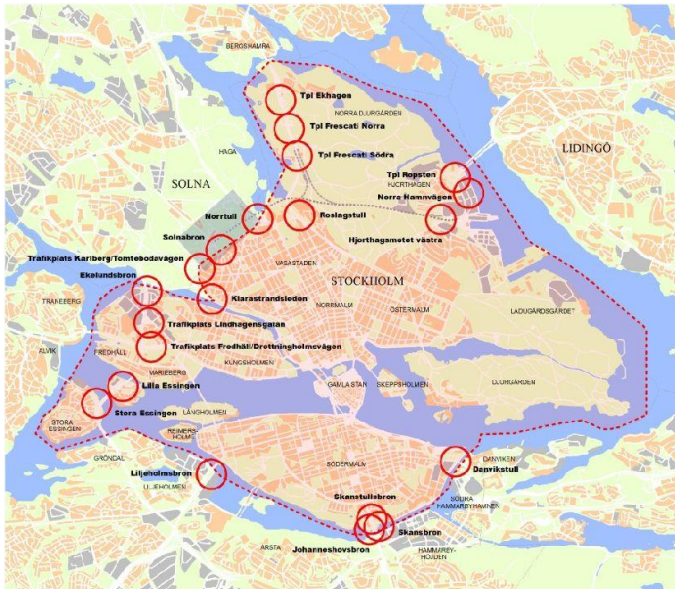 BERGSHAMRA
Tpl Ekhagen
NORRA DJURGÅRDEN
Tpl Frescati Norra
HAGA
Tpl Frescati Södra
LIDINGÖ
SOLNA
Tpl Ropsten
HJORTHAGEN
Norra Hamnvägen
Norrtull
Roslagstull
Hjorthagsmotet västra
Solnabron
Trafikplats Karlberg/Tomtebodavägen
VASASTADEN
Ekelundsbron
STOCKHOLM
TRANEBERG
Klarastrandsleden
NORRMALM
ÖSTERMALM
LADUGÅRDSGÄRDET
Trafikplats Lindhagensgatan
ALVIK
FREDHÄLL
Trafikplats Fredhäll/Drottningholmsvägen
KUNGSHOLMEN
MARIEBERG
Lilla Essingen
GAMLA STAN
SKEPPSHOLMEN
DJURGÅRDEN
Stora Essingen
LÅNGHOLMEN
STORA
ESSINGEN
REIMERS-
HOLME
GRÖNDAL
SÖDERMALM
DANVIKEN
Danvikstull
Liljeholmsbron
LILJEHOLMEN
Skanstullsbron
SÖDRA
HAMMARBYHAMNEN
Skansbron
ÅRSTA
Johanneshovsbron
HAMMARBY-
HÖJDEN